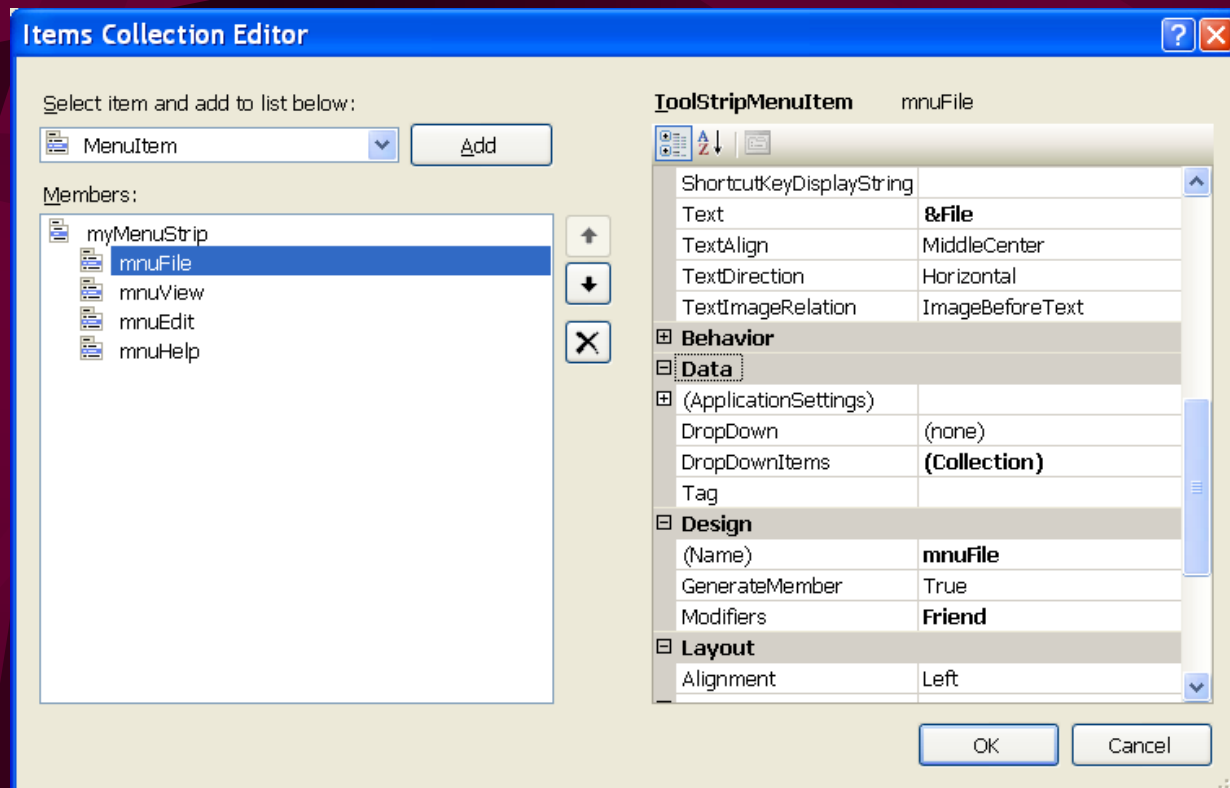 Items Collection Editor
Select item and add to list below:
MenuItem
Add
Members:
myMenuStrip
mnuFile
mnuView
mnuEdit
mnuHelp
ToolStripMenuItem mnuFile
ShortcutKeyDisplayString
Text &File
TextAlign MiddleCenter
TextDirection Horizontal
TextImageRelation ImageBeforeText
Behavior
Data
(ApplicationSettings)
DropDown (none)
DropDownItems (Collection)
Tag
Design
(Name) mnuFile
GenerateMember True
Modifiers Friend
Layout
Alignment Left
OK Cancel